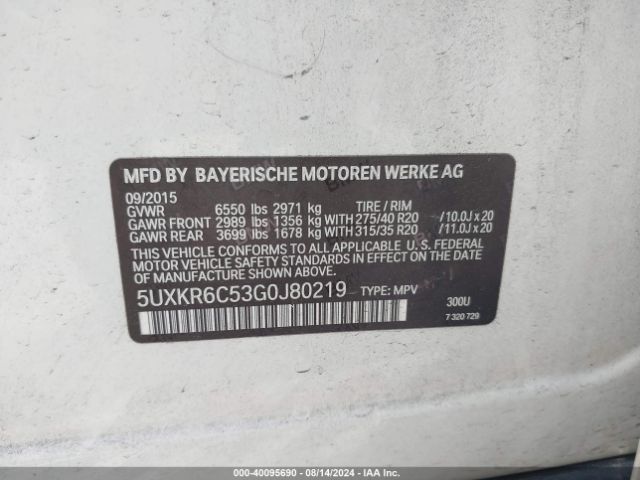 MFD BY BAYERISCHE MOTOREN WERKE AG
09/2015
GVWR 6550 lbs 2971 kg TIRE / RIM
GAWR FRONT 2989 lbs 1356 kg WITH 275/40 R20 /10.0J x 20
GAWR REAR 3699 lbs 1678 kg WITH 315/35 R20 /11.0J x 20
THIS VEHICLE CONFORMS TO ALL APPLICABLE U.S. FEDERAL
MOTOR VEHICLE SAFETY STANDARDS IN EFFECT ON THE
DATE OF MANUFACTURE SHOWN ABOVE.
5UXKR6C53G0J80219 TYPE: MPV
300U
7 320 729
000-40095690 - 08/14/2024 - IAA Inc.